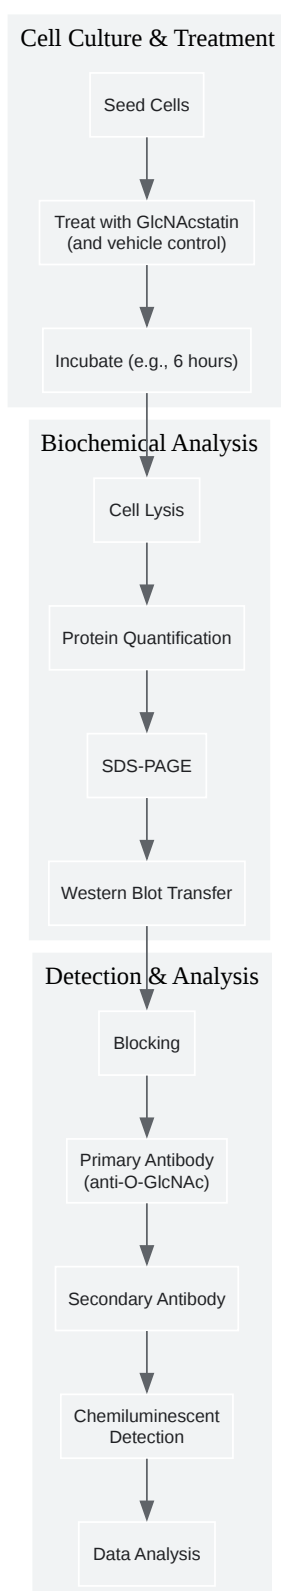 Cell Culture & Treatment
Seed Cells
Treat with GlcNAcstatin
(and vehicle control)
Incubate (e.g., 6 hours)
Biochemical Analysis
Cell Lysis
Protein Quantification
SDS-PAGE
Western Blot Transfer
Detection & Analysis
Blocking
Primary Antibody
(anti-O-GlcNAc)
Secondary Antibody
Chemiluminescent
Detection
Data Analysis